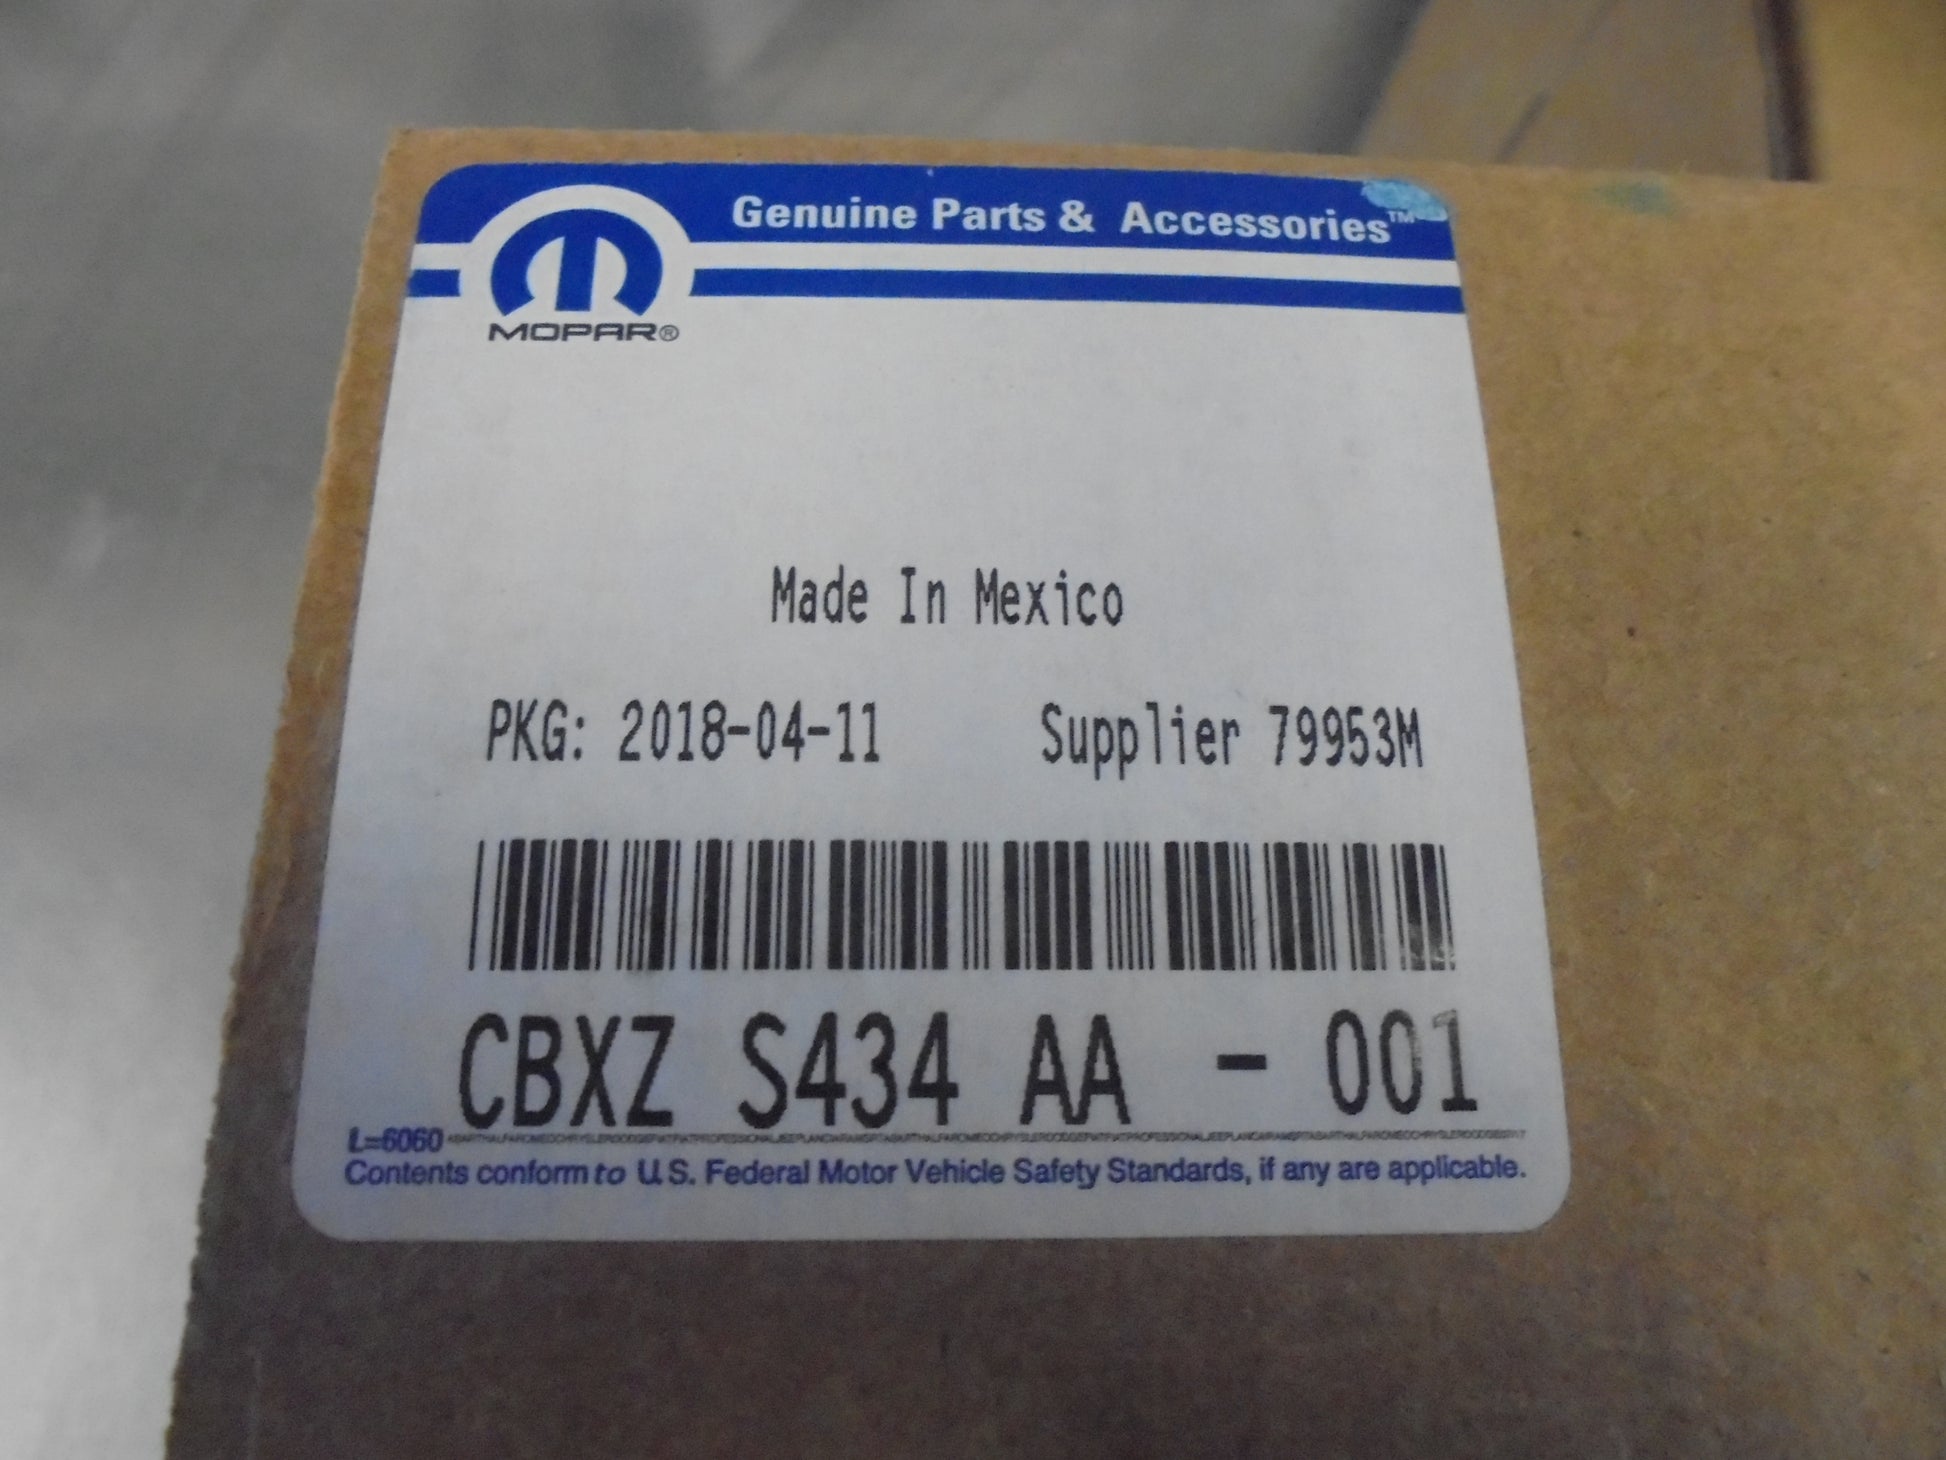 Genuine Parts & Accessories™
MOPAR®
Made In Mexico
PKG: 2018-04-11 Supplier 79953M
CBXZ S434 AA - 001
L=6060
Contents conform to U.S. Federal Motor Vehicle Safety Standards, if any are applicable.